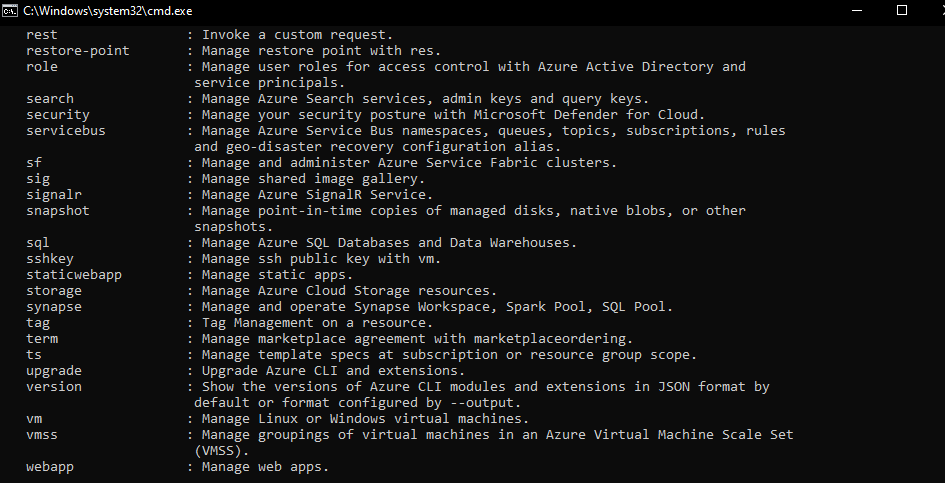 C:\Windows\system32\cmd.exe
rest : Invoke a custom request.
restore-point : Manage restore point with res.
role : Manage user roles for access control with Azure Active Directory and
service principals.
search : Manage Azure Search services, admin keys and query keys.
security : Manage your security posture with Microsoft Defender for Cloud.
servicebus : Manage Azure Service Bus namespaces, queues, topics, subscriptions, rules
and geo-disaster recovery configuration alias.
sf : Manage and administer Azure Service Fabric clusters.
sig : Manage shared image gallery.
signalr : Manage Azure SignalR Service.
snapshot : Manage point-in-time copies of managed disks, native blobs, or other
snapshots.
sql : Manage Azure SQL Databases and Data Warehouses.
sshkey : Manage ssh public key with vm.
staticwebapp : Manage static apps.
storage : Manage Azure Cloud Storage resources.
synapse : Manage and operate Synapse Workspace, Spark Pool, SQL Pool.
tag : Tag Management on a resource.
term : Manage marketplace agreement with marketplaceordering.
ts : Manage template specs at subscription or resource group scope.
upgrade : Upgrade Azure CLI and extensions.
version : Show the versions of Azure CLI modules and extensions in JSON format by
default or format configured by --output.
vm : Manage Linux or Windows virtual machines.
vmss : Manage groupings of virtual machines in an Azure Virtual Machine Scale Set
(VMSS).
webapp : Manage web apps.